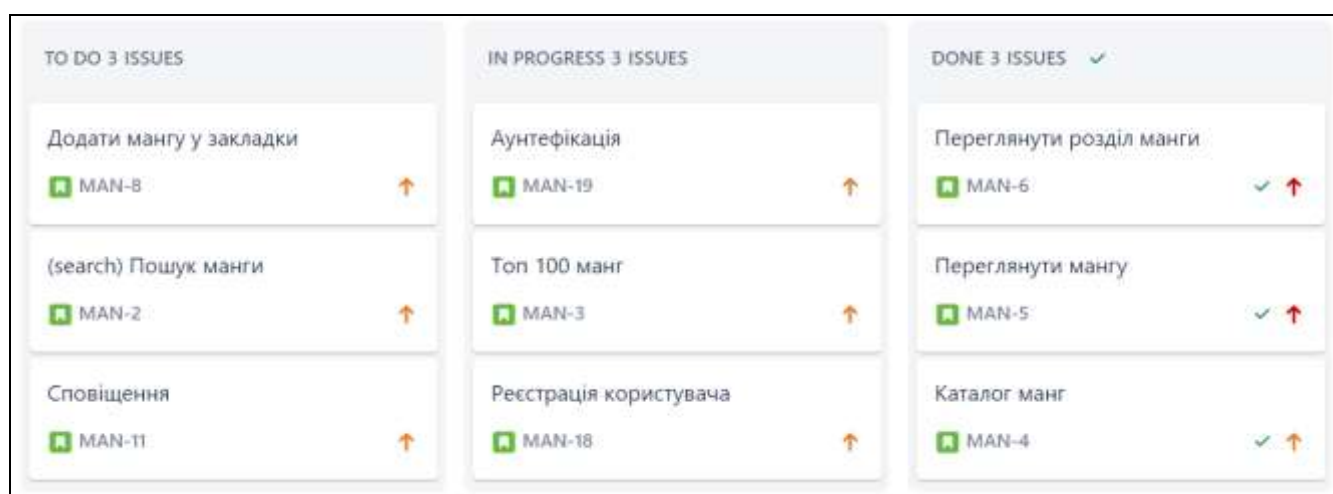 TO DO 3 ISSUES
Додати мангу у закладки
MAN-8
(search) Пошук манги
MAN-2
Сповіщення
MAN-11
IN PROGRESS 3 ISSUES
Аунтефікація
MAN-19
Топ 100 манг
MAN-3
Реєстрація користувача
MAN-18
DONE 3 ISSUES
Переглянути розділ манги
MAN-6
Переглянути мангу
MAN-5
Каталог манг
MAN-4